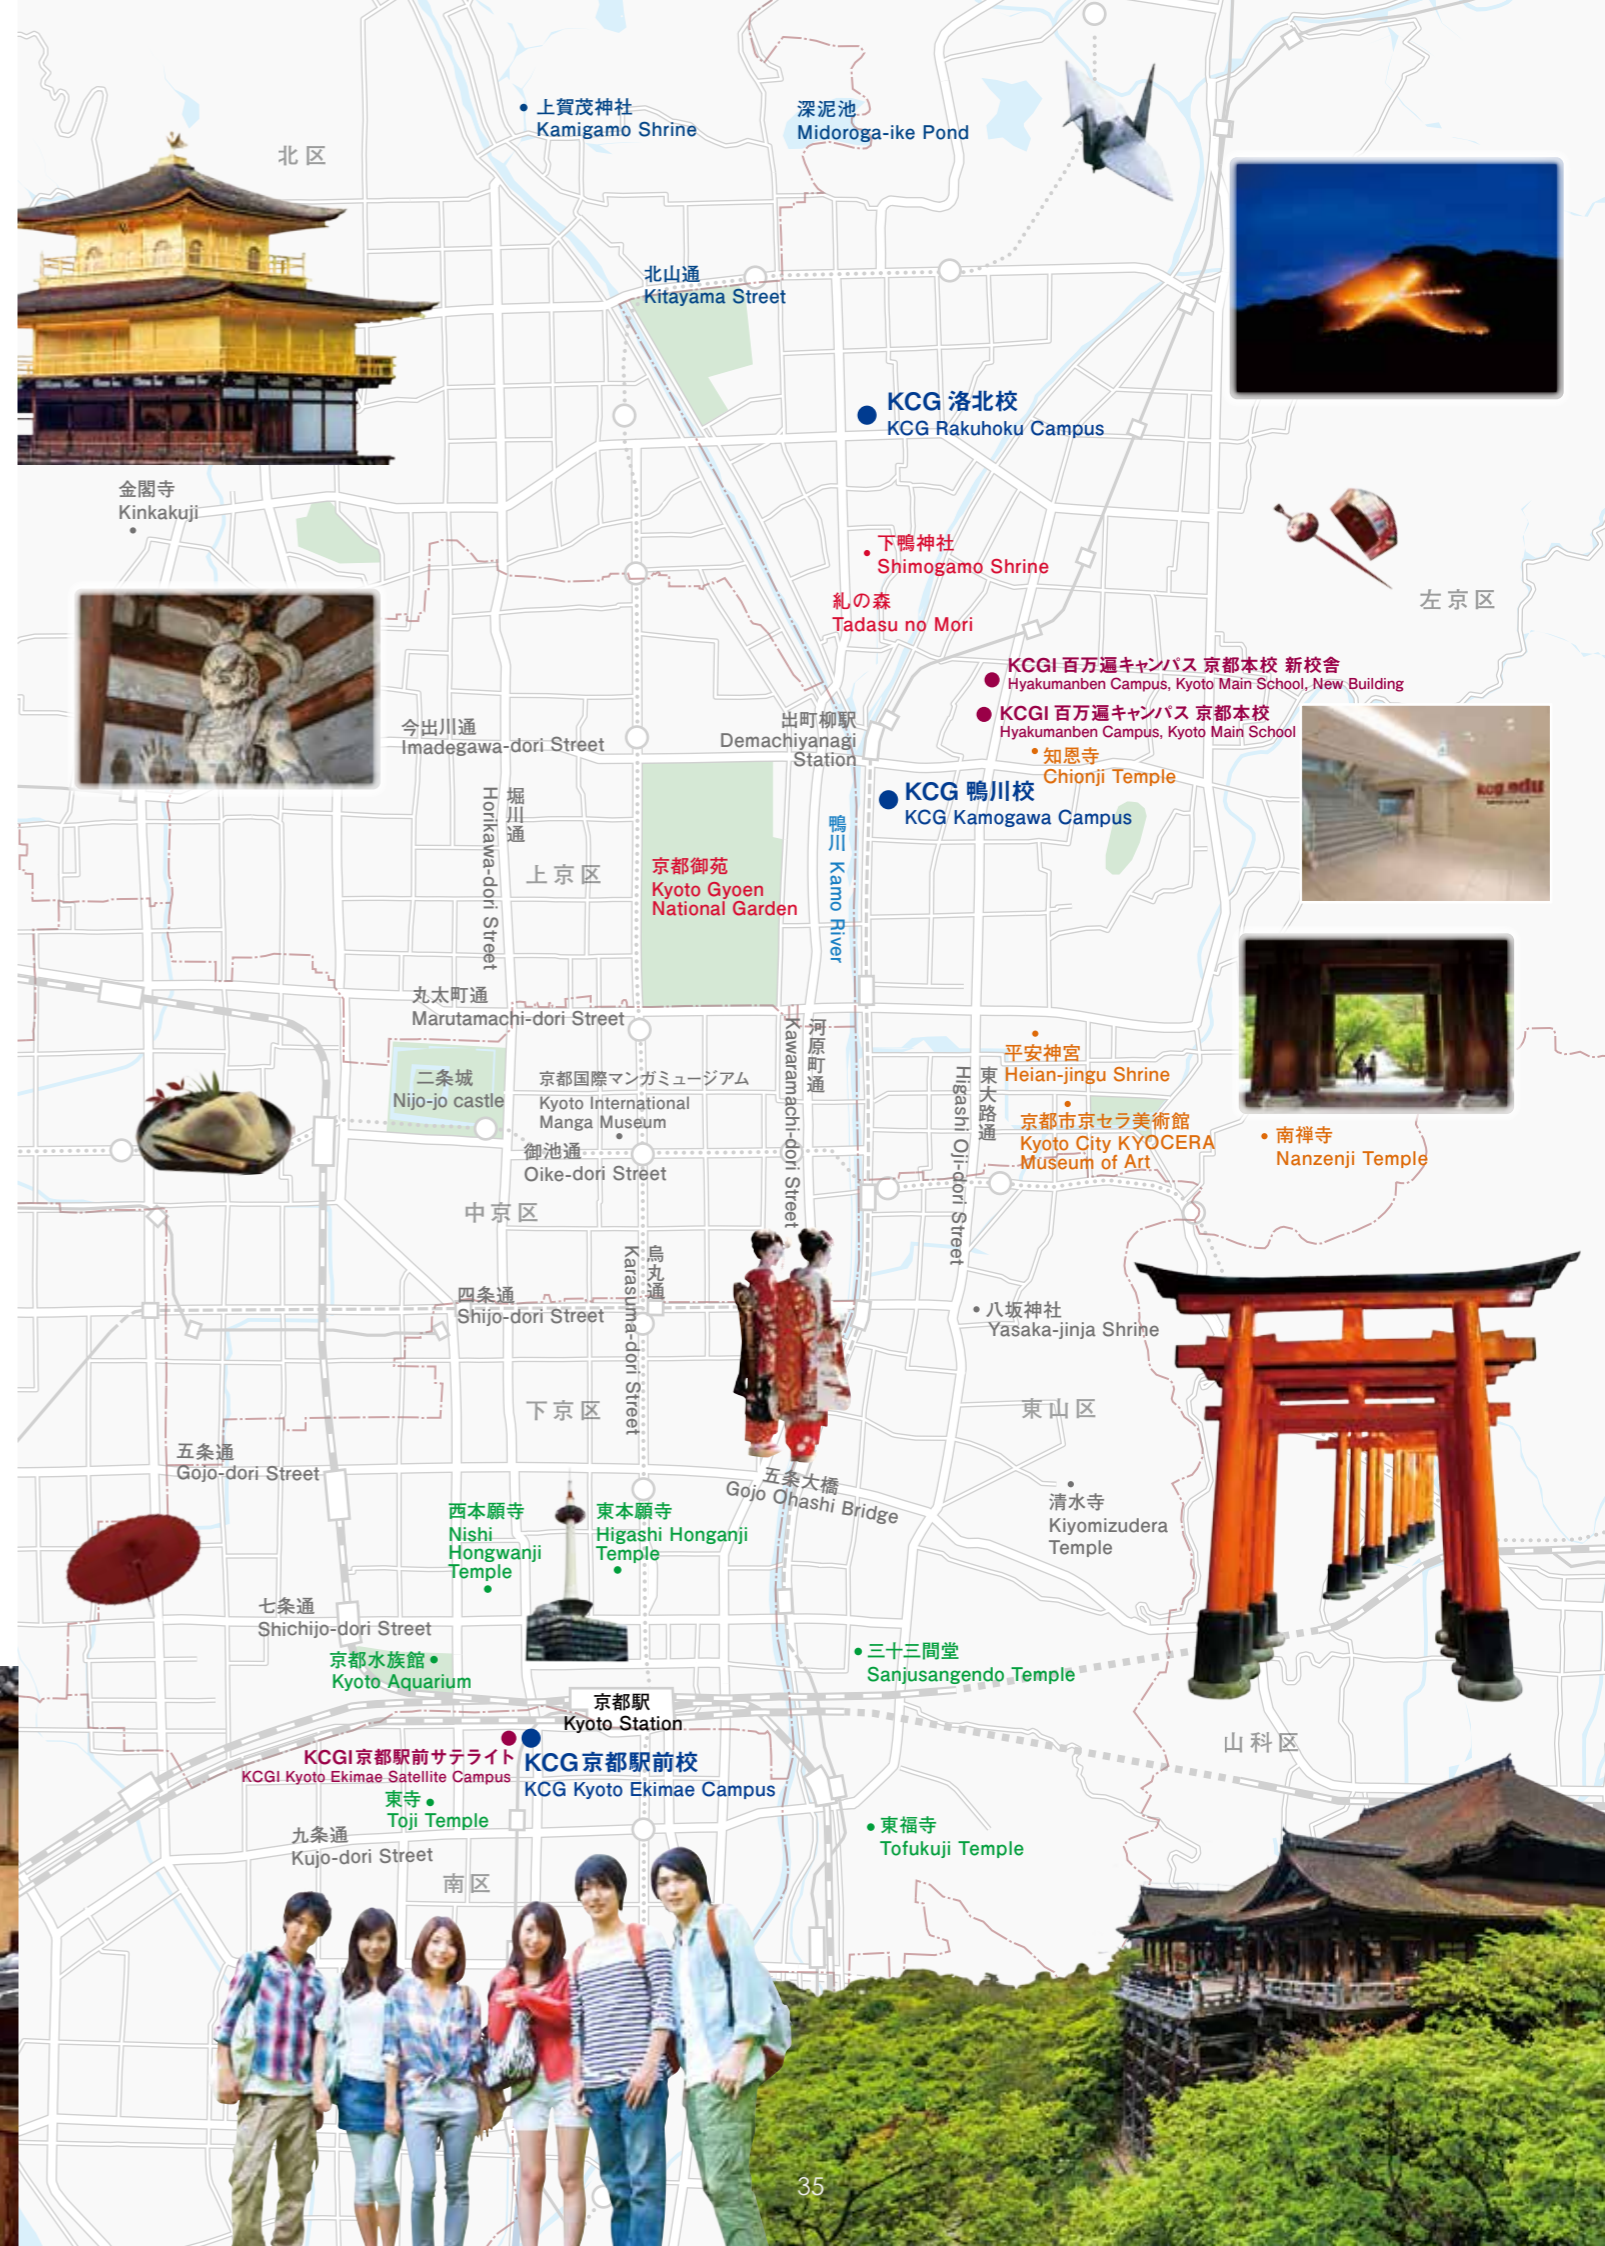 上賀茂神社
Kamigamo Shrine
深泥池
Midoroga-ike Pond
北区
北山通
Kitayama Street
KCG 洛北校
KCG Rakuhoku Campus
金閣寺
Kinkakuji
下鴨神社
Shimogamo Shrine
糺の森
Tadasu no Mori
左京区
KCGI 百万遍キャンパス 京都本校 新校舎
Hyakumanben Campus, Kyoto Main School, New Building
KCGI 百万遍キャンパス 京都本校
Hyakumanben Campus, Kyoto Main School
今出川通
Imadegawa-dori Street
出町柳駅
Demachiyanagi
Station
知恩寺
Chionji Temple
KCG 鴨川校
KCG Kamogawa Campus
kcg.edu
堀川通
Horikawa-dori Street
鴨川 Kamo River
上京区
京都御苑
Kyoto Gyoen
National Garden
丸太町通
Marutamachi-dori Street
河原町通
Kawaramachi-dori Street
東大路通
Higashi Oji-dori Street
平安神宮
Heian-jingu Shrine
二条城
Nijo-jo castle
京都国際マンガミュージアム
Kyoto International
Manga Museum
京都市京セラ美術館
Kyoto City KYOCERA
Museum of Art
南禅寺
Nanzenji Temple
御池通
Oike-dori Street
中京区
烏丸通
Karasuma-dori Street
四条通
Shijo-dori Street
八坂神社
Yasaka-jinja Shrine
下京区
東山区
五条通
Gojo-dori Street
五条大橋
Gojo Ohashi Bridge
西本願寺
Nishi
Hongwanji
Temple
東本願寺
Higashi Honganji
Temple
清水寺
Kiyomizudera
Temple
七条通
Shichijo-dori Street
京都水族館
Kyoto Aquarium
三十三間堂
Sanjusangendo Temple
京都駅
Kyoto Station
山科区
KCGI京都駅前サテライト
KCGI Kyoto Ekimae Satellite Campus
KCG京都駅前校
KCG Kyoto Ekimae Campus
東寺
Toji Temple
東福寺
Tofukuji Temple
九条通
Kujo-dori Street
南区
35